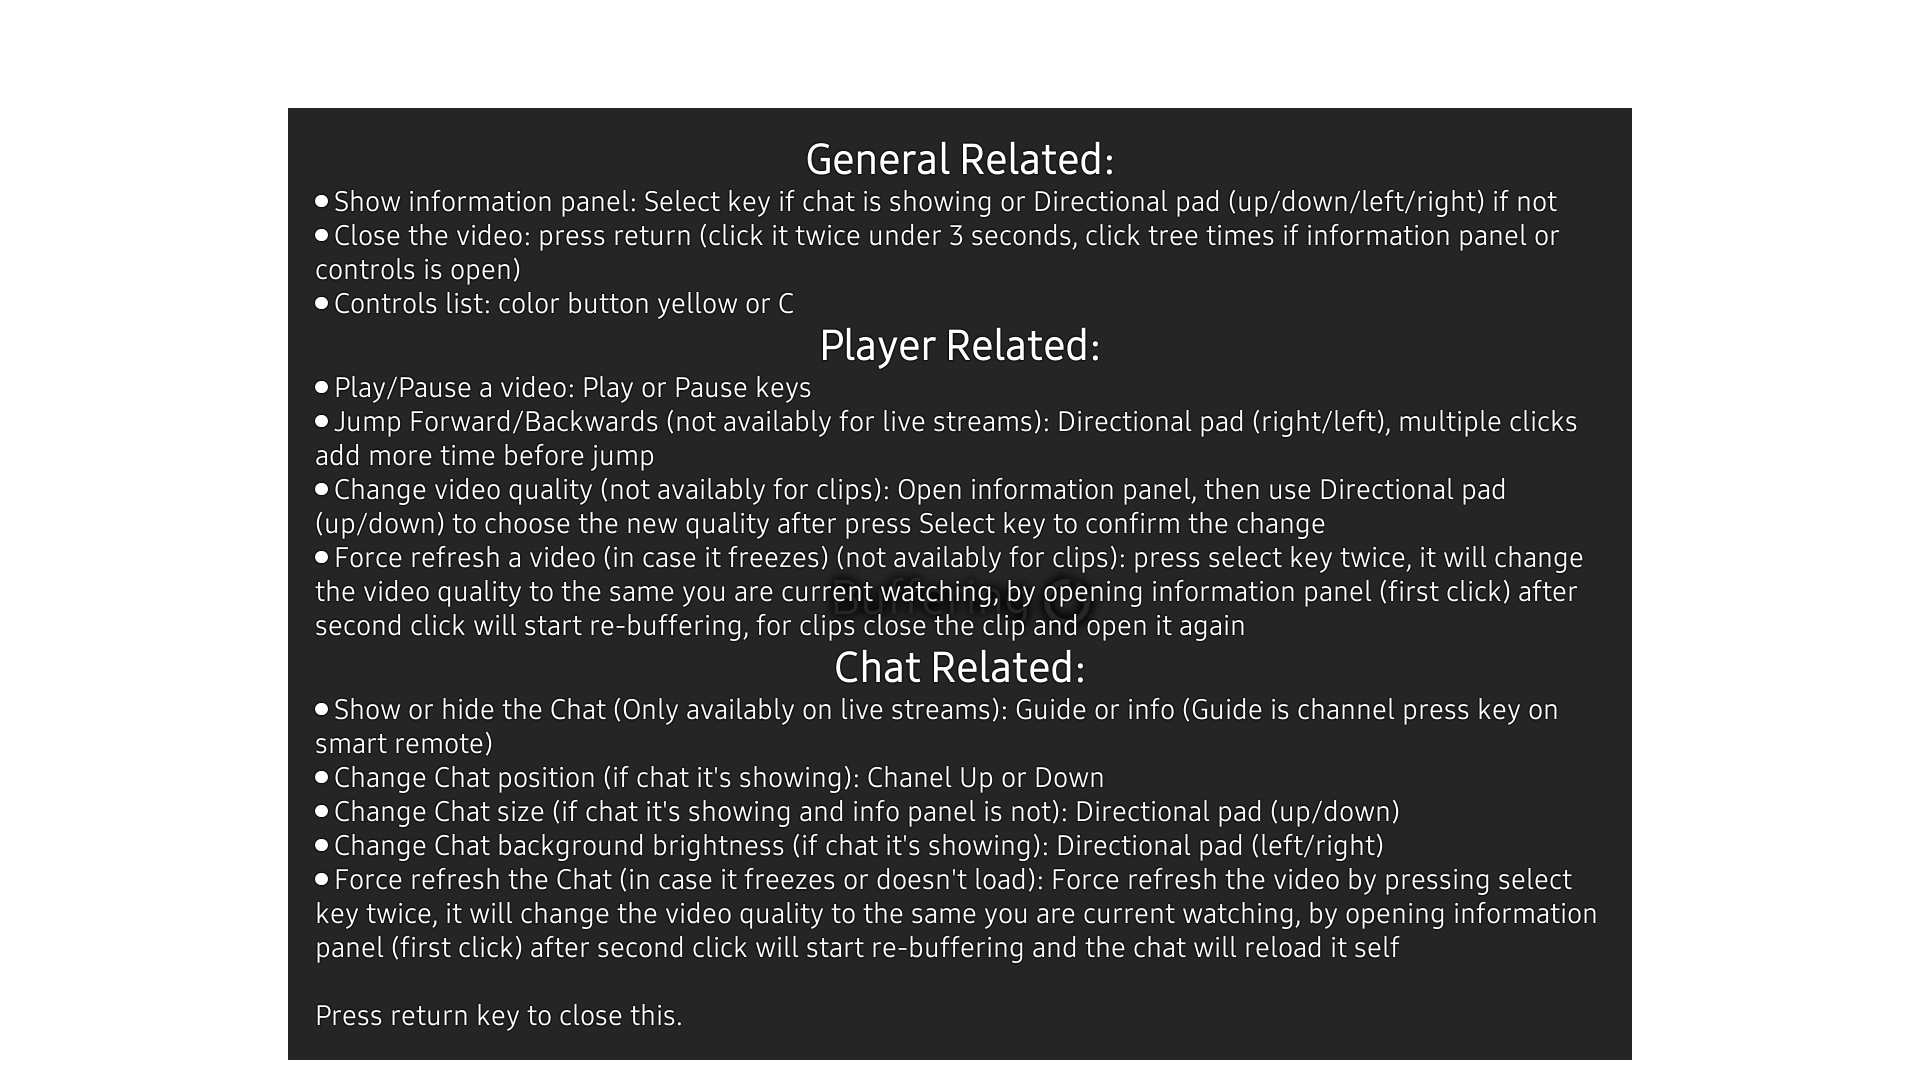 General Related:
● Show information panel: Select key if chat is showing or Directional pad (up/down/left/right) if not
● Close the video: press return (click it twice under 3 seconds, click tree times if information panel or
controls is open)
● Controls list: color button yellow or C
Player Related:
● Play/Pause a video: Play or Pause keys
● Jump Forward/Backwards (not availably for live streams): Directional pad (right/left), multiple clicks
add more time before jump
● Change video quality (not availably for clips): Open information panel, then use Directional pad
(up/down) to choose the new quality after press Select key to confirm the change
● Force refresh a video (in case it freezes) (not availably for clips): press select key twice, it will change
the video quality to the same you are current watching, by opening information panel (first click) after
Buffering
second click will start re-buffering, for clips close the clip and open it again
Chat Related:
● Show or hide the Chat (Only availably on live streams): Guide or info (Guide is channel press key on
smart remote)
● Change Chat position (if chat it's showing): Chanel Up or Down
● Change Chat size (if chat it's showing and info panel is not): Directional pad (up/down)
● Change Chat background brightness (if chat it's showing): Directional pad (left/right)
● Force refresh the Chat (in case it freezes or doesn't load): Force refresh the video by pressing select
key twice, it will change the video quality to the same you are current watching, by opening information
panel (first click) after second click will start re-buffering and the chat will reload it self
Press return key to close this.